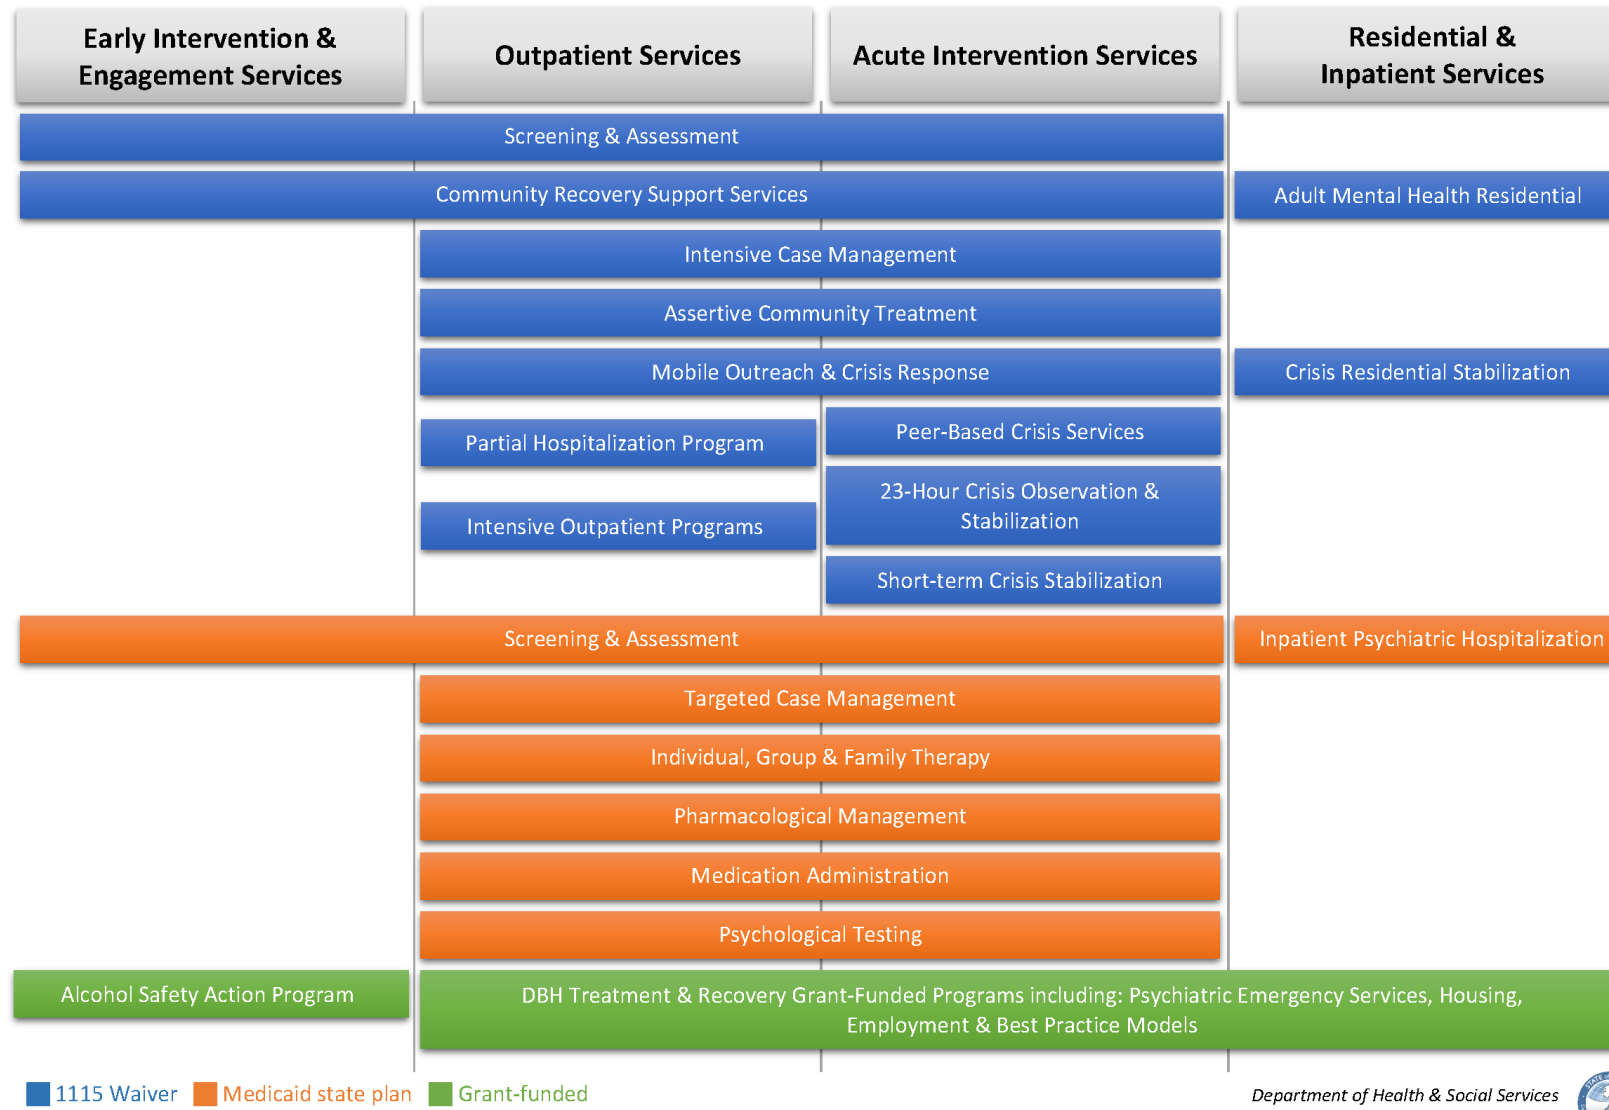 Early Intervention &
Engagement Services
Outpatient Services
Acute Intervention Services
Residential &
Inpatient Services
Screening & Assessment
Community Recovery Support Services
Adult Mental Health Residential
Intensive Case Management
Assertive Community Treatment
Mobile Outreach & Crisis Response
Crisis Residential Stabilization
Partial Hospitalization Program
Peer-Based Crisis Services
23-Hour Crisis Observation &
Stabilization
Intensive Outpatient Programs
Short-term Crisis Stabilization
Screening & Assessment
Inpatient Psychiatric Hospitalization
Targeted Case Management
Individual, Group & Family Therapy
Pharmacological Management
Medication Administration
Psychological Testing
Alcohol Safety Action Program
DBH Treatment & Recovery Grant-Funded Programs including: Psychiatric Emergency Services, Housing,
Employment & Best Practice Models
1115 Waiver
Medicaid state plan
Grant-funded
Department of Health & Social Services